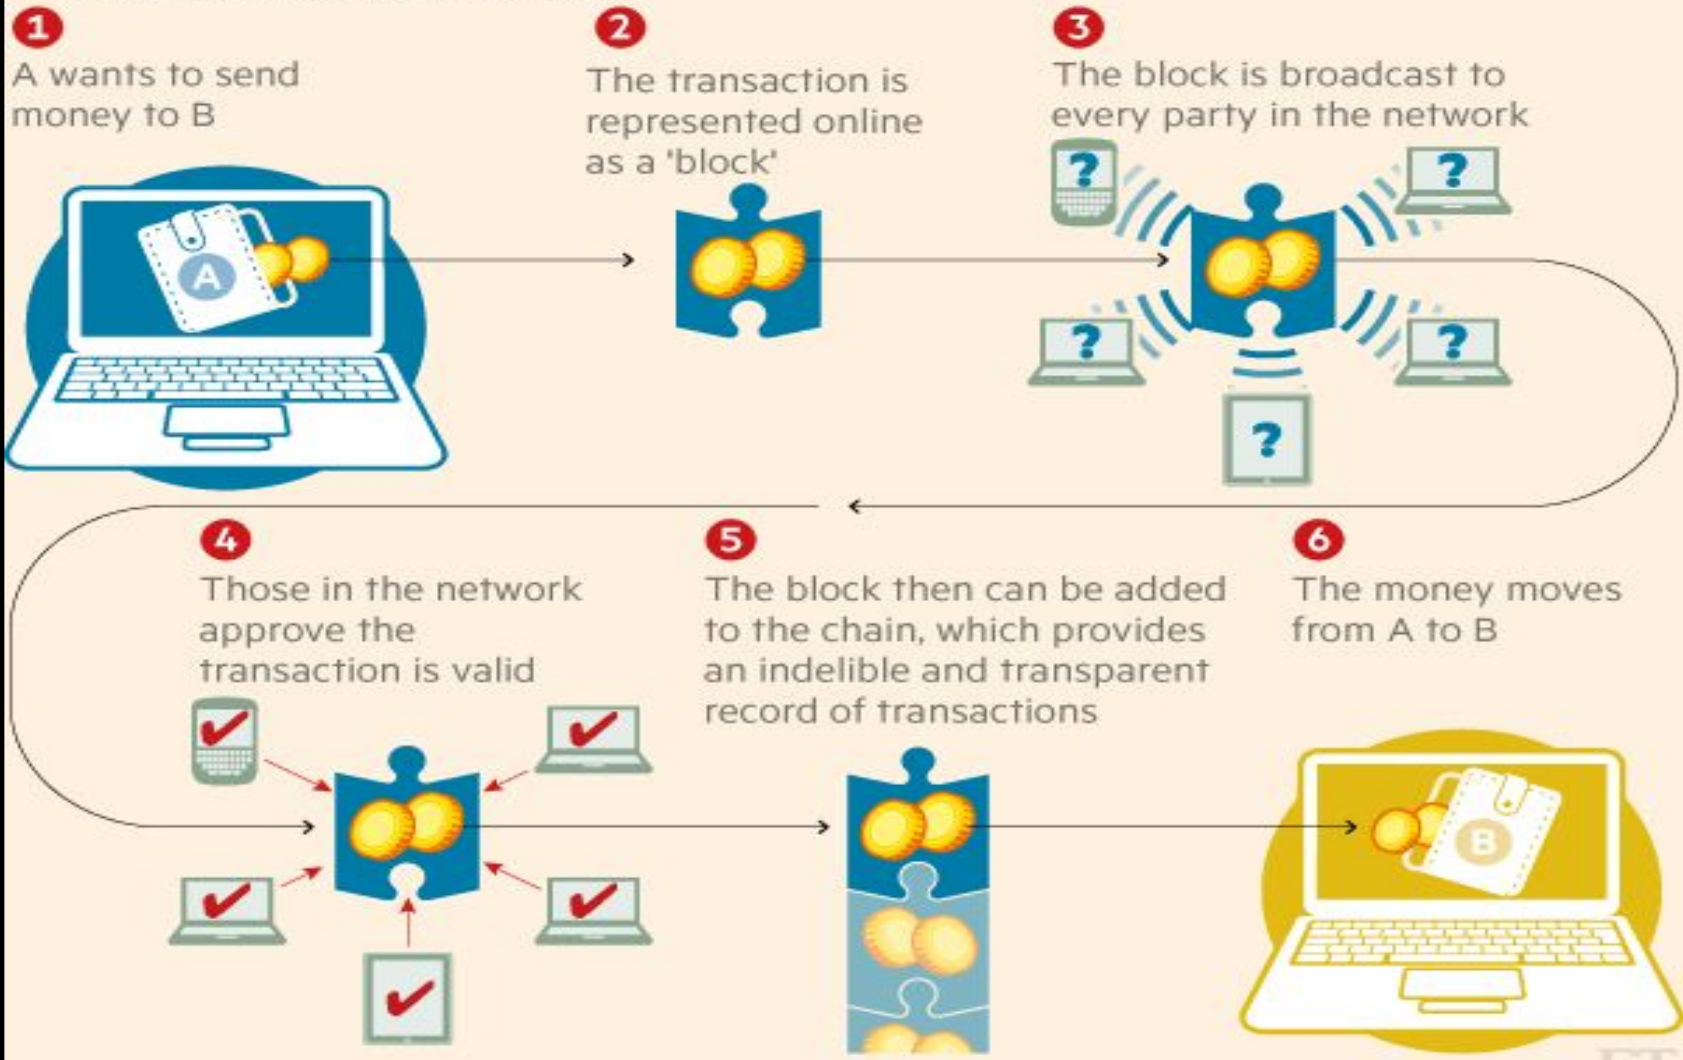 1
A wants to send
money to B
2
The transaction is
represented online
as a 'block'
3
The block is broadcast to
every party in the network
A
?
?
?
?
?
4
Those in the network
approve the
transaction is valid
5
The block then can be added
to the chain, which provides
an indelible and transparent
record of transactions
6
The money moves
from A to B
B